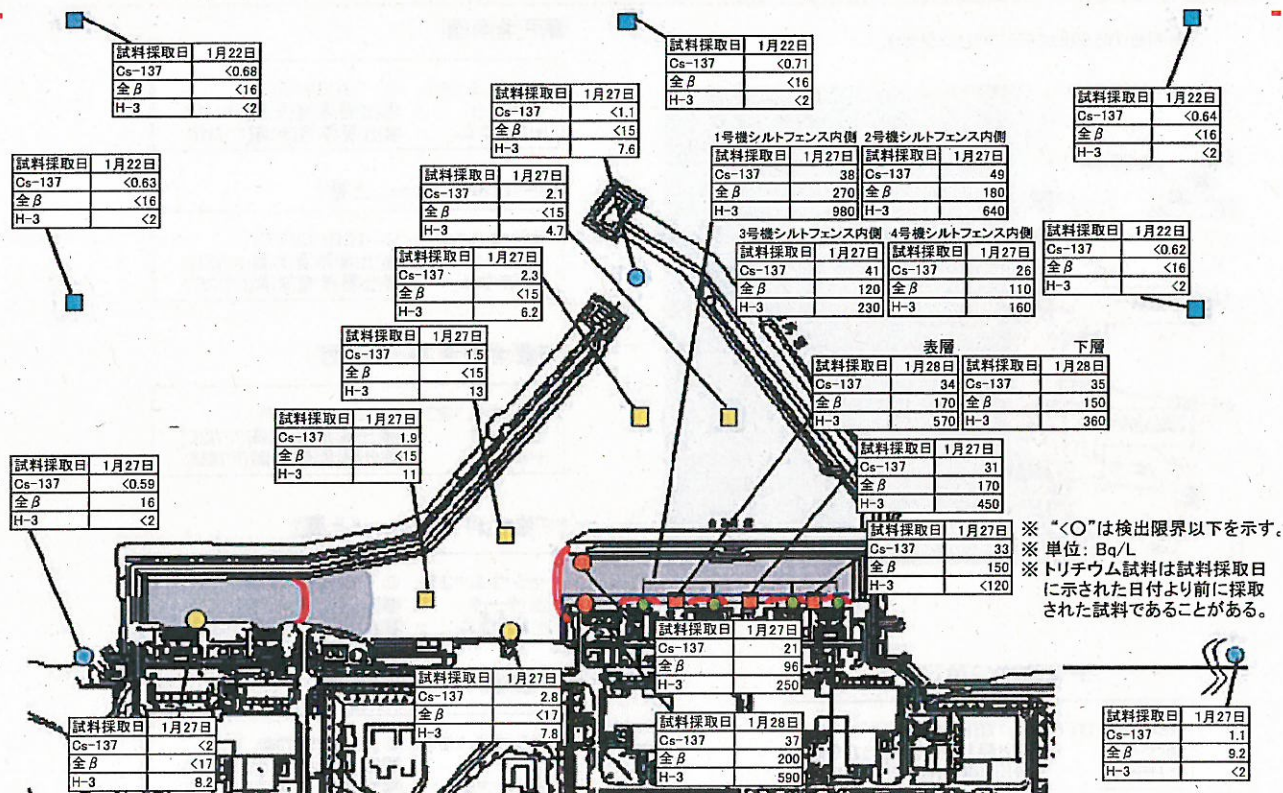 試料採取日 1月22日
Cs-137 <0.68
全β <16
H-3 <2
試料採取日 1月22日
Cs-137 <0.71
全β <16
H-3 <2
試料採取日 1月22日
Cs-137 <0.64
全β <16
H-3 <2
試料採取日 1月27日
Cs-137 <1.1
全β <15
H-3 7.6
1号機シルトフェンス内側
試料採取日 1月27日
Cs-137 38
全β 270
H-3 980
2号機シルトフェンス内側
試料採取日 1月27日
Cs-137 49
全β 180
H-3 640
試料採取日 1月22日
Cs-137 <0.63
全β <16
H-3 <2
試料採取日 1月27日
Cs-137 2.1
全β <15
H-3 4.7
3号機シルトフェンス内側
試料採取日 1月27日
Cs-137 41
全β 120
H-3 230
4号機シルトフェンス内側
試料採取日 1月27日
Cs-137 26
全β 110
H-3 160
試料採取日 1月22日
Cs-137 <0.62
全β <16
H-3 <2
試料採取日 1月27日
Cs-137 2.3
全β <15
H-3 6.2
試料採取日 1月27日
Cs-137 1.5
全β <15
H-3 13
表層
試料採取日 1月28日
Cs-137 34
全β 170
H-3 570
下層
試料採取日 1月28日
Cs-137 35
全β 150
H-3 360
試料採取日 1月27日
Cs-137 1.9
全β <15
H-3 11
試料採取日 1月27日
Cs-137 31
全β 170
H-3 450
試料採取日 1月27日
Cs-137 <0.59
全β 16
H-3 <2
試料採取日 1月27日
Cs-137 33
全β 150
H-3 <120
※ "<○"は検出限界以下を示す。
※ 単位: Bq/L
※ トリチウム試料は試料採取日
に示された日付より前に採取
された試料であることがある。
試料採取日 1月27日
Cs-137 21
全β 96
H-3 250
試料採取日 1月27日
Cs-137 2.8
全β <17
H-3 7.8
試料採取日 1月28日
Cs-137 37
全β 200
H-3 590
試料採取日 1月27日
Cs-137 <2
全β <17
H-3 8.2
試料採取日 1月27日
Cs-137 1.1
全β 9.2
H-3 <2